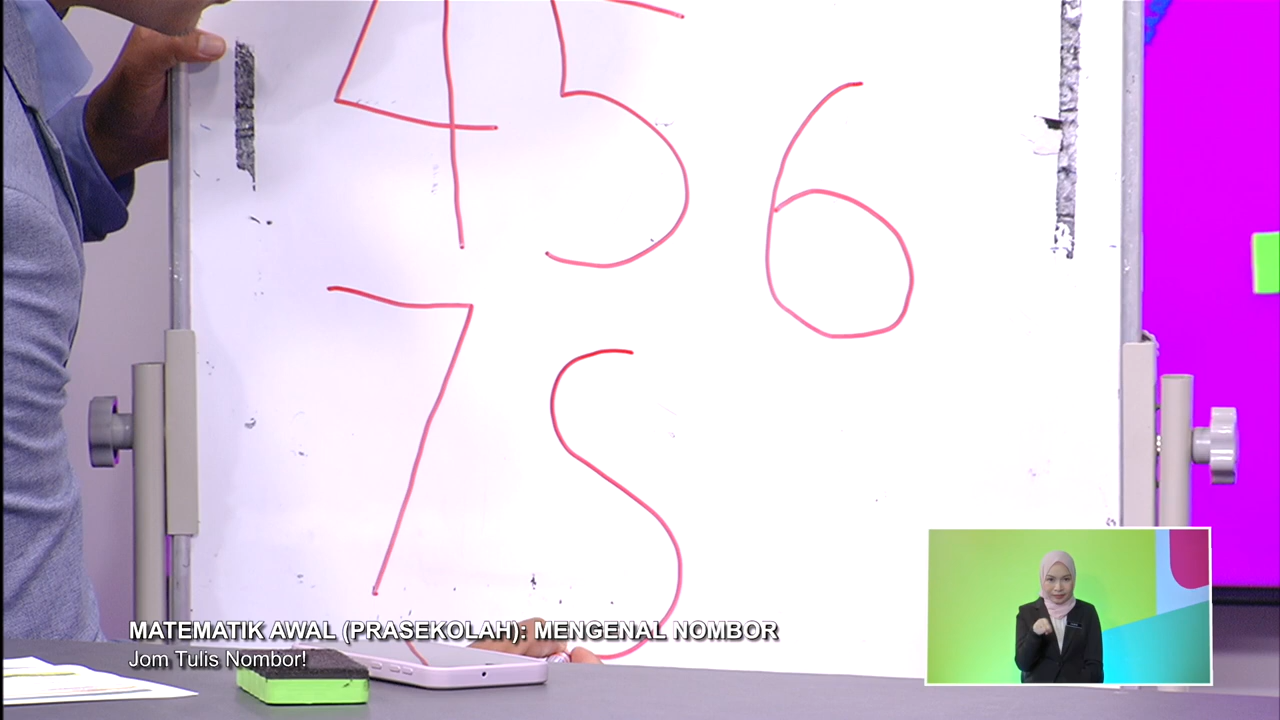 4 5 6
7
MATEMATIK AWAL (PRASEKOLAH): MENGENAL NOMBOR
Jom Tulis Nombor!